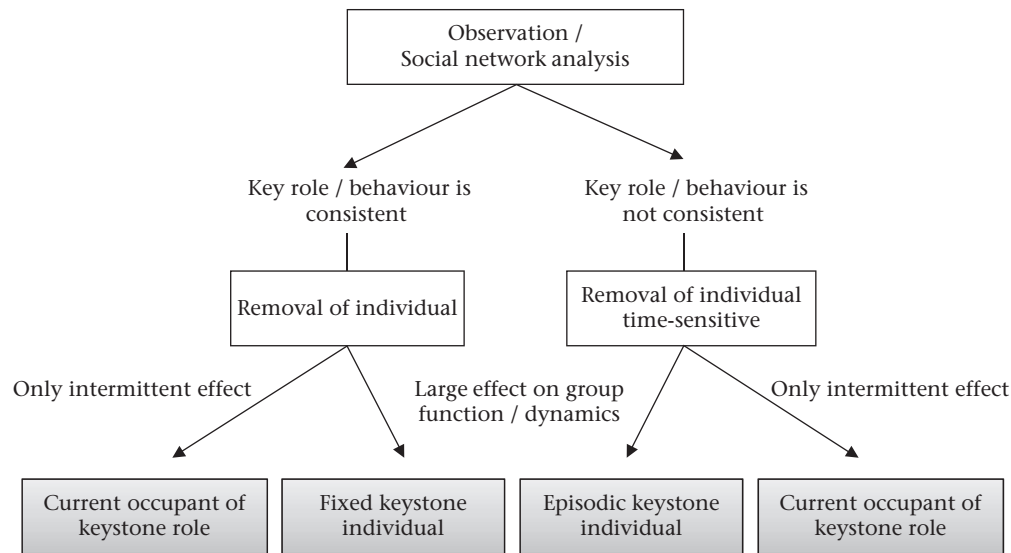 Observation /
Social network analysis
Key role / behaviour is
consistent
Key role / behaviour is
not consistent
Removal of individual
Removal of individual
time-sensitive
Only intermittent effect
Large effect on group
function / dynamics
Only intermittent effect
Current occupant of
keystone role
Fixed keystone
individual
Episodic keystone
individual
Current occupant of
keystone role